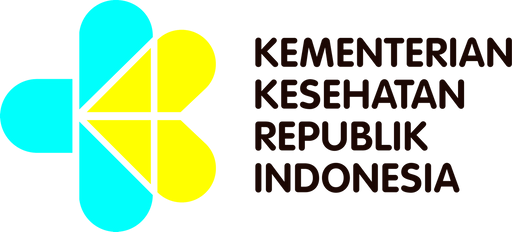 KEMENTERIAN
KESEHATAN
REPUBLIK
INDONESIA